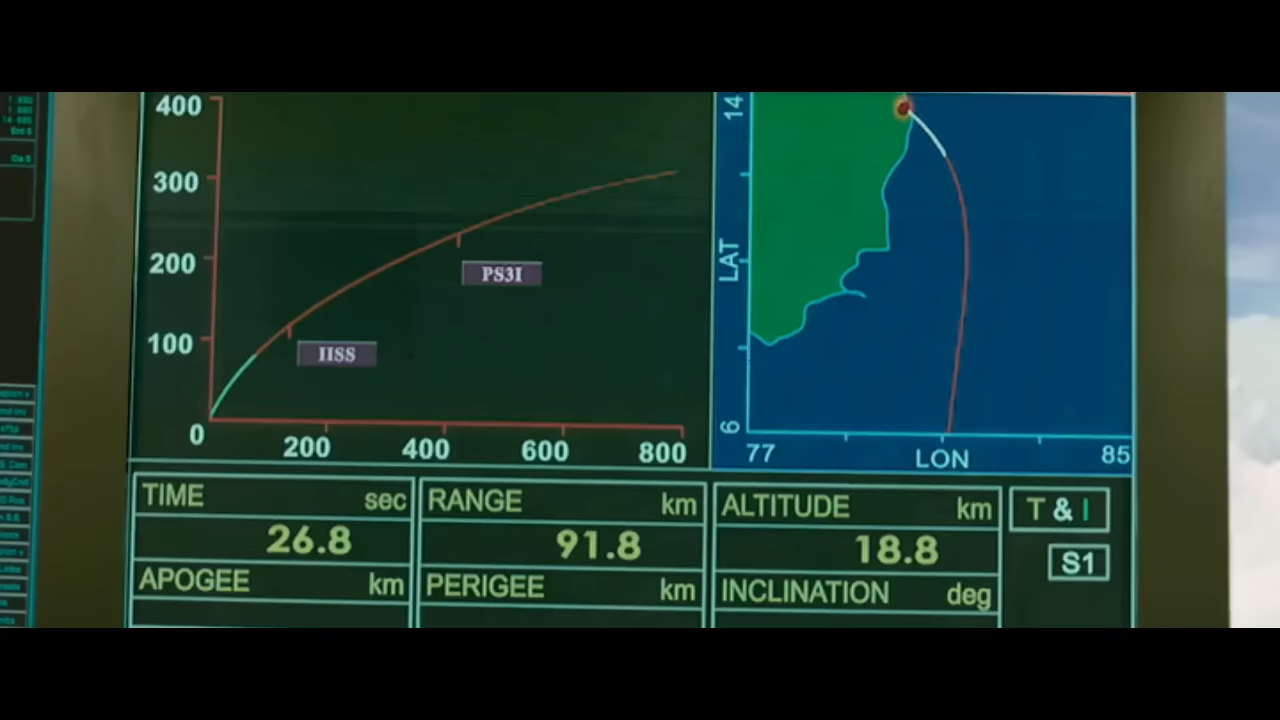 400
300
200
100
0
200
400
600
800
PS3I
IISS
14
LAT
6
77
LON
85
TIME sec
26.8
RANGE km
91.8
ALTITUDE km
18.8
T & I
S1
APOGEE km
PERIGEE km
INCLINATION deg